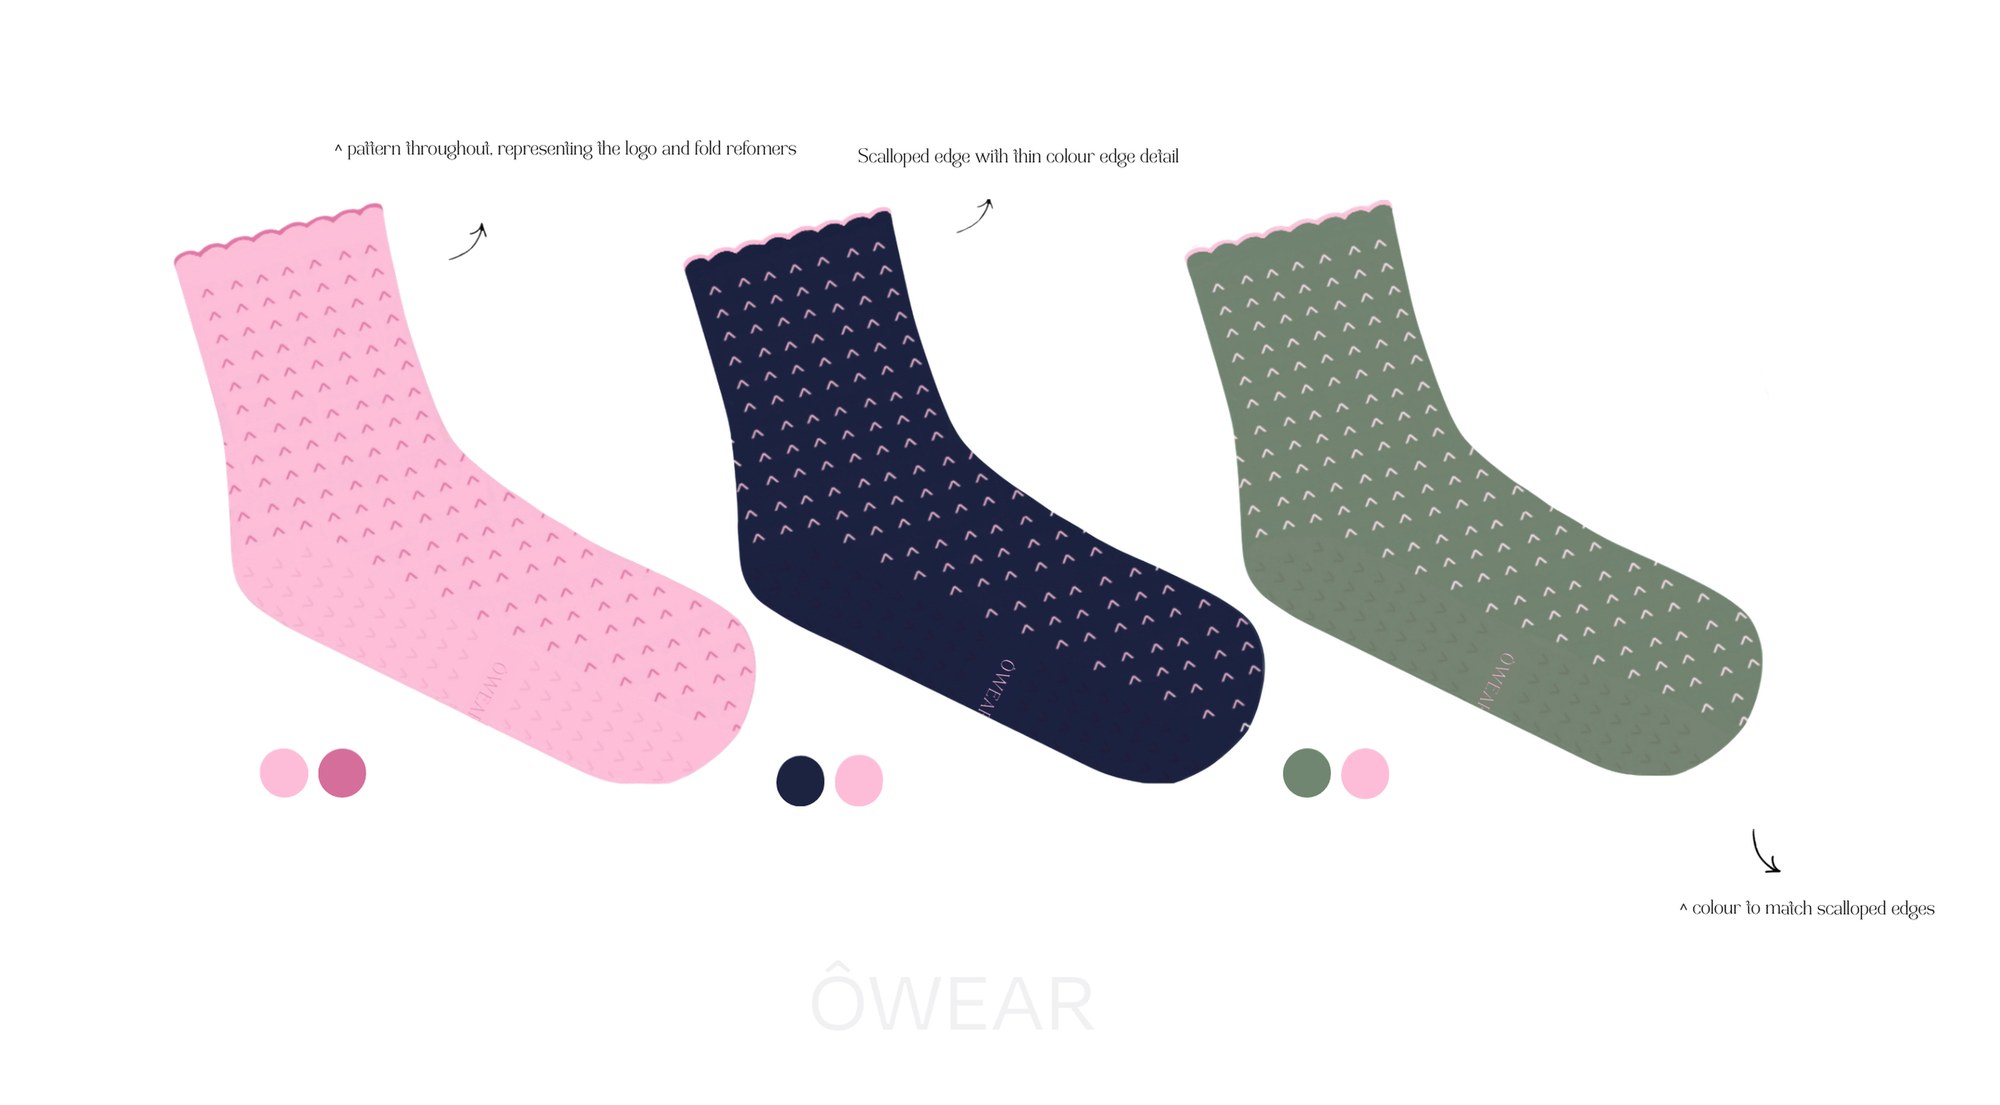 ^ pattern throughout. representing the logo and fold refomers
Scalloped edge with thin colour edge detail
ÔWEAR
ÔWEAR
ÔWEAR
^ colour to match scalloped edges
ÔWEAR